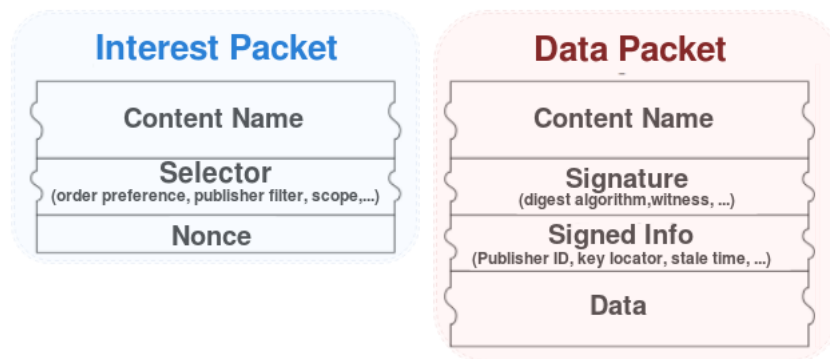 Interest Packet
Content Name
Selector
(order preference, publisher filter, scope,...)
Nonce
Data Packet
Content Name
Signature
(digest algorithm,witness, ...)
Signed Info
(Publisher ID, key locator, stale time, ...)
Data